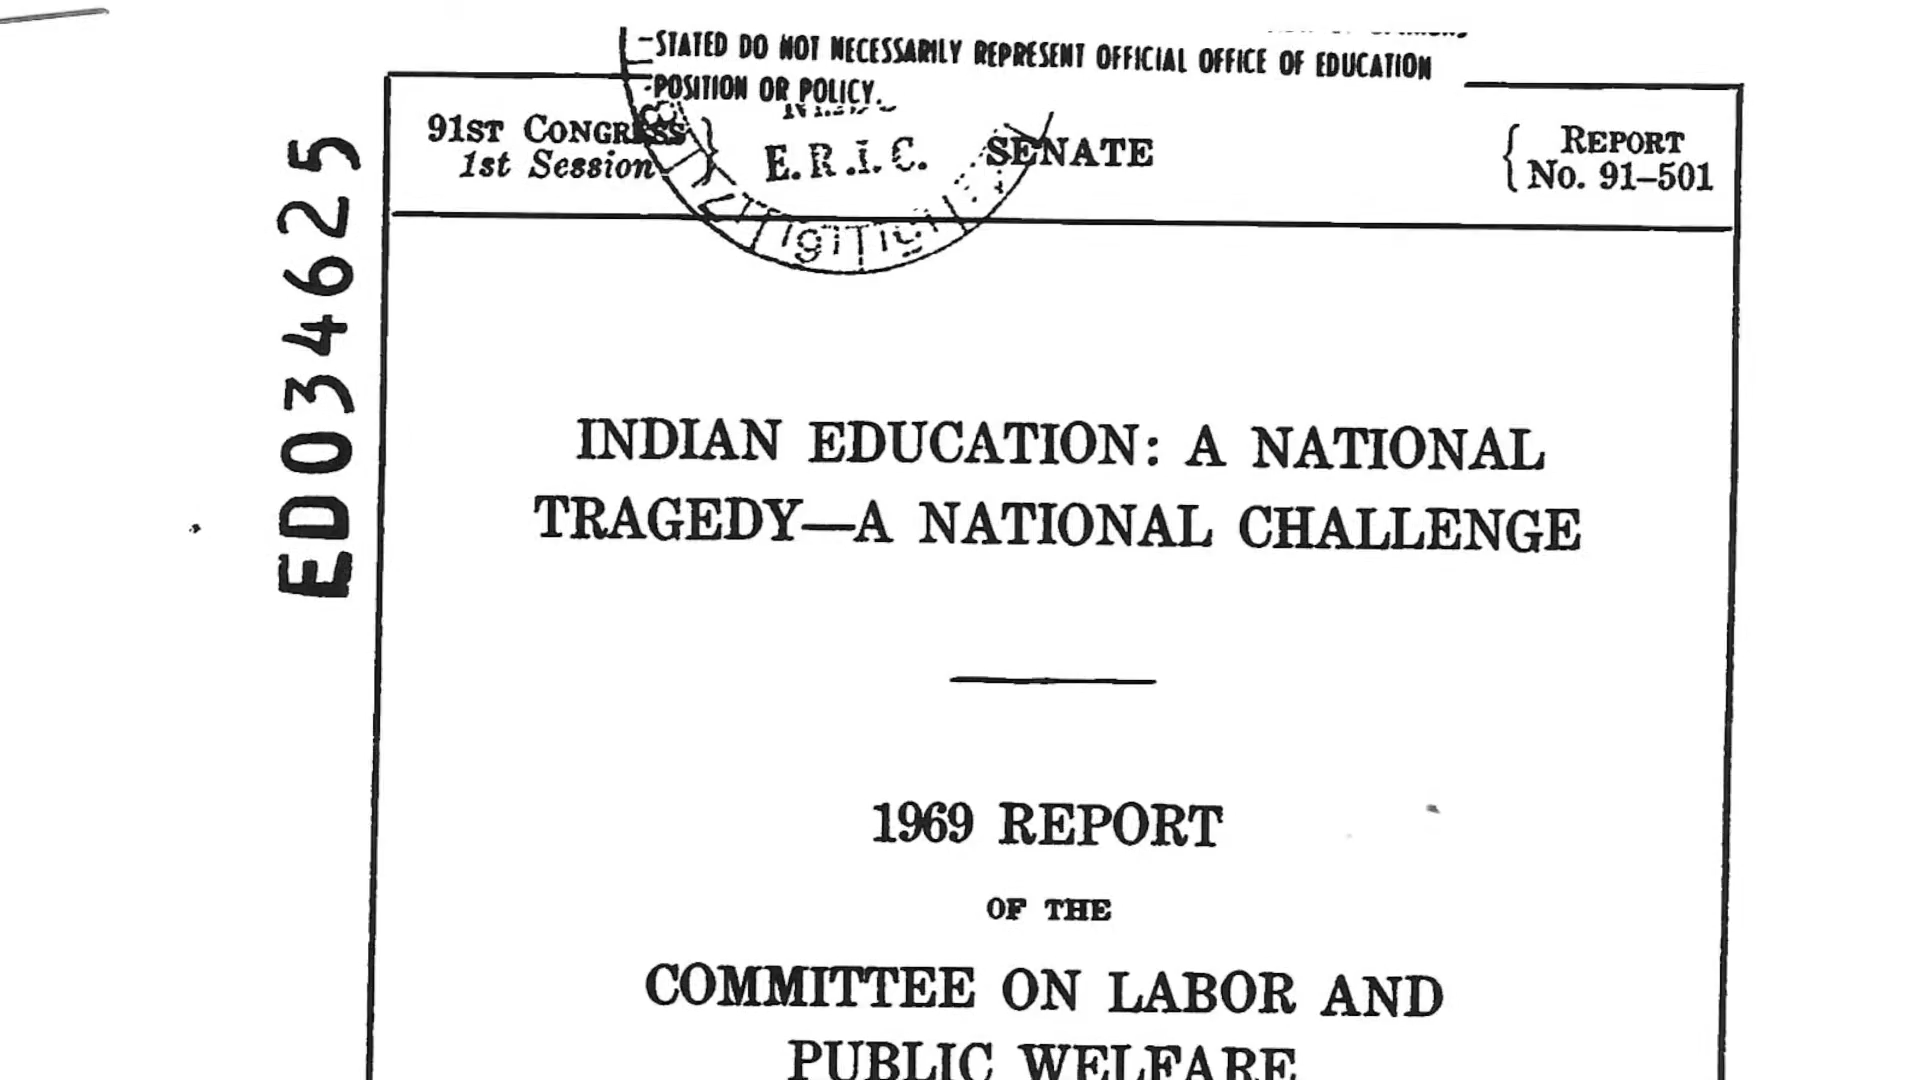 -STATED DO NOT NECESSARILY REPRESENT OFFICIAL OFFICE OF EDUCATION
-POSITION OR POLICY.
91ST CONGRESS
1st Session
E.R.I.C.
SENATE
REPORT
No. 91–501
ED034625
INDIAN EDUCATION: A NATIONAL
TRAGEDY—A NATIONAL CHALLENGE
1969 REPORT
OF THE
COMMITTEE ON LABOR AND
PUBLIC WELFARE